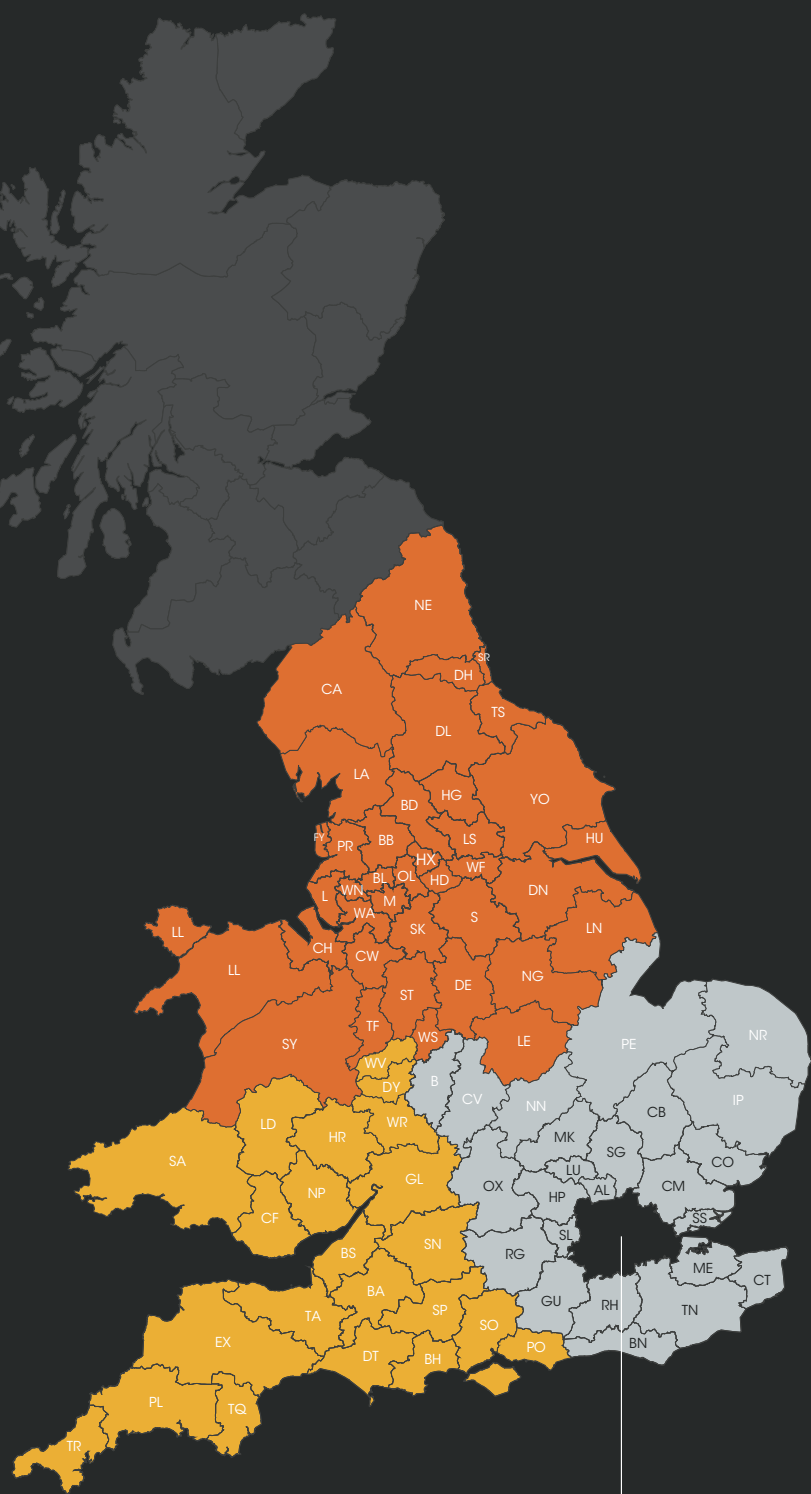 NE
SR
DH
CA
TS
DL
LA
HG
YO
BD
FY
PR
BB
LS
HU
HX
WF
BL
OL
HD
WN
DN
L
M
WA
S
SK
LN
LL
CH
CW
LL
NG
ST
DE
TF
WS
LE
SY
PE
NR
WV
B
DY
CV
NN
IP
CB
LD
WR
HR
MK
SG
SA
LU
CO
GL
OX
HP
AL
CM
NP
CF
SS
SL
SN
BS
RG
ME
CT
BA
GU
RH
SP
TN
TA
SO
EX
BN
PO
DT
BH
PL
TQ
TR